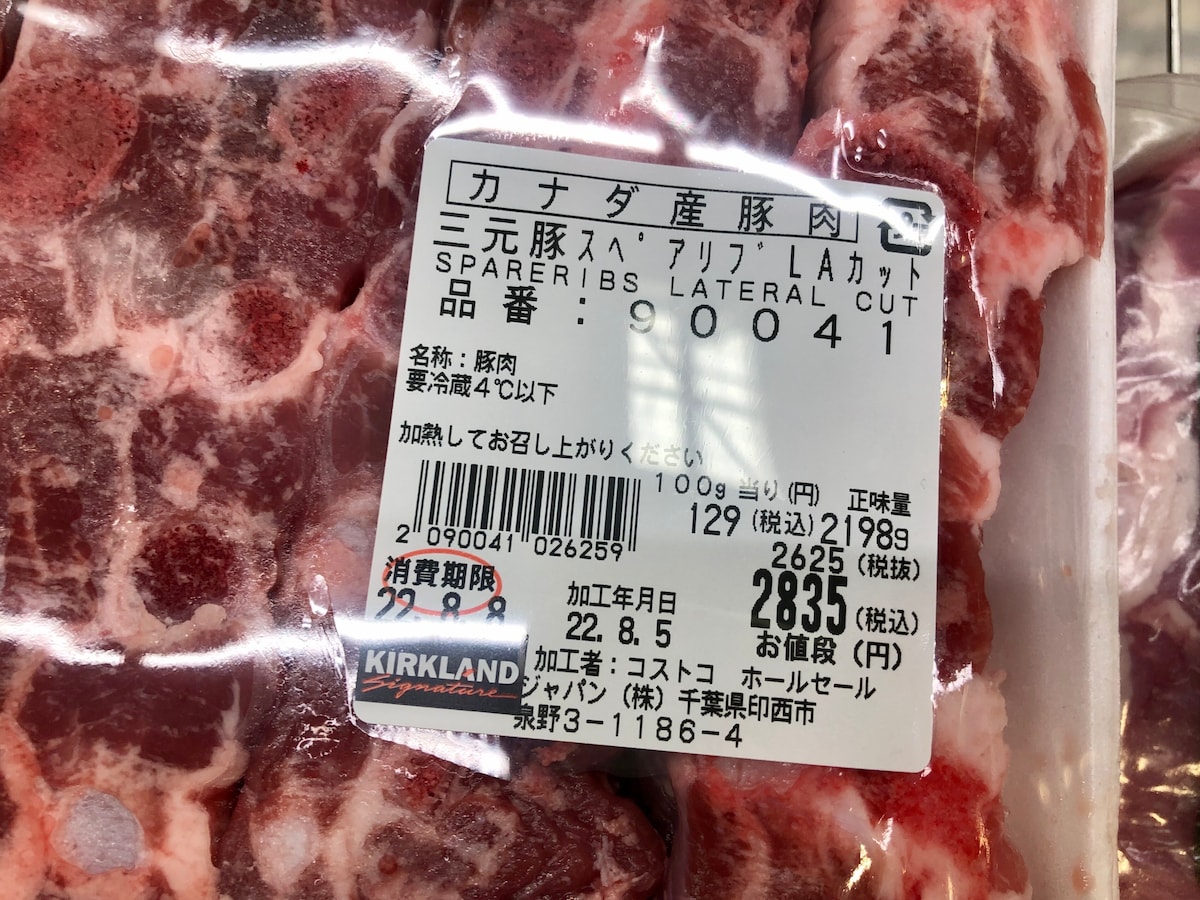 カナダ産豚肉
三元豚スペアリブLAカット
SPARERIBS LATERAL CUT
品番:90041
名称:豚肉
要冷蔵4℃以下
加熱してお召し上がりください
100g当り(円) 正味量
129(税込)2198g
2625(税抜)
2 090041 026259
消費期限
22.8.8
加工年月日
22.8.5
2835(税込)
お値段(円)
KIRKLAND
Signature
加工者:コストコ ホールセール
ジャパン(株)千葉県印西市
泉野3-1186-4